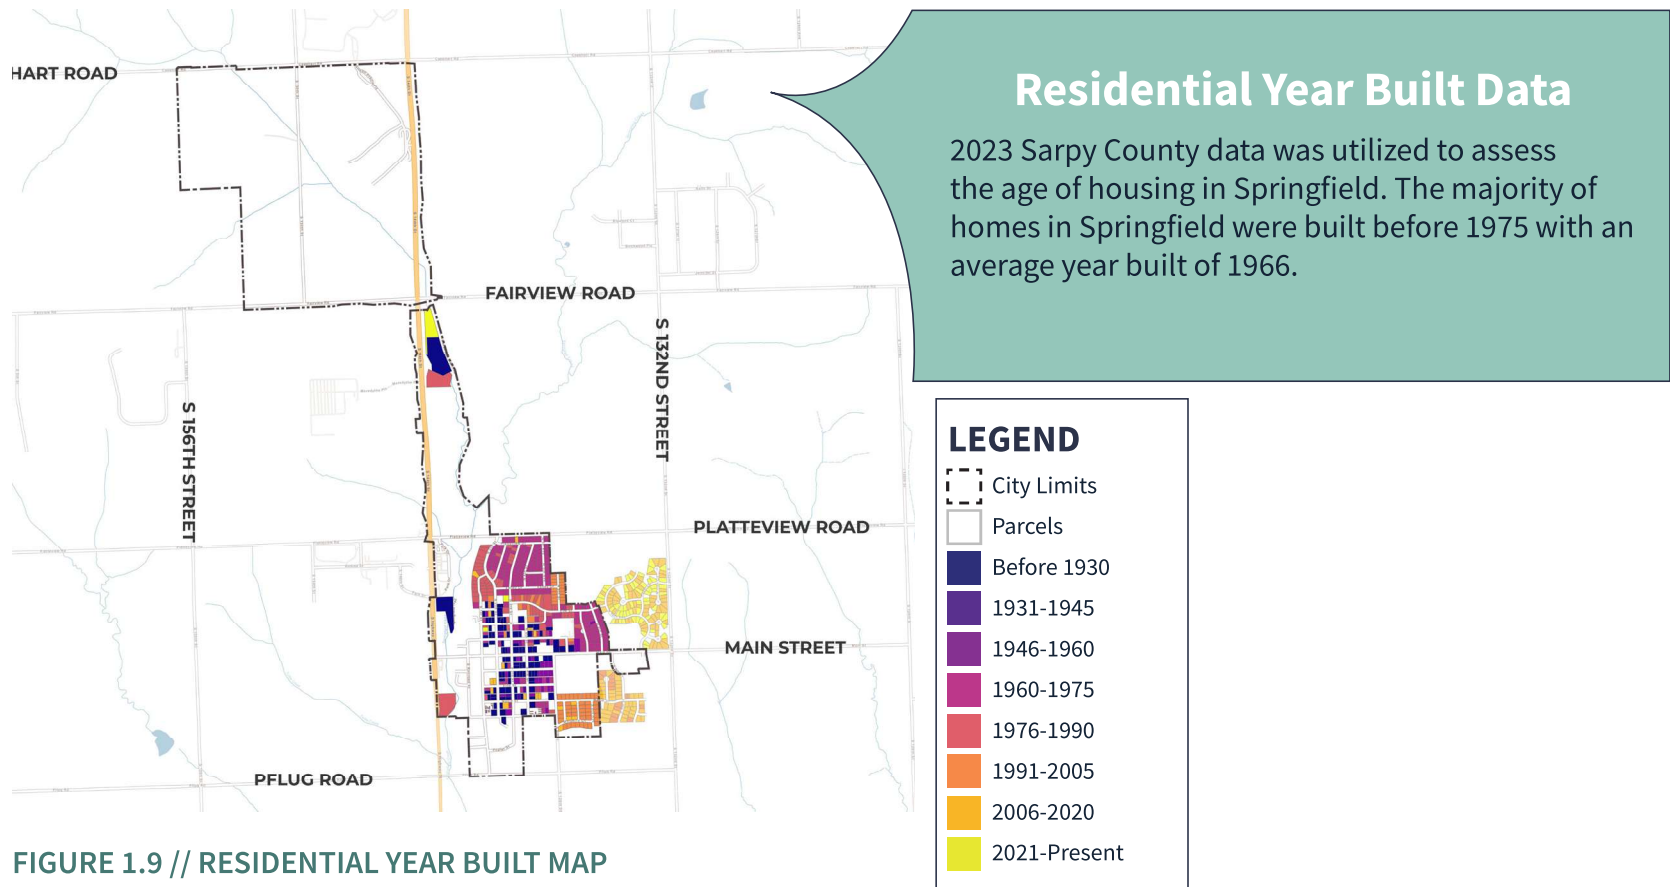 HART ROAD
FAIRVIEW ROAD
S 132ND STREET
S 156TH STREET
PLATTEVIEW ROAD
MAIN STREET
PFLUG ROAD
FIGURE 1.9 // RESIDENTIAL YEAR BUILT MAP
Residential Year Built Data
2023 Sarpy County data was utilized to assess
the age of housing in Springfield. The majority of
homes in Springfield were built before 1975 with an
average year built of 1966.
LEGEND
City Limits
Parcels
Before 1930
1931-1945
1946-1960
1960-1975
1976-1990
1991-2005
2006-2020
2021-Present